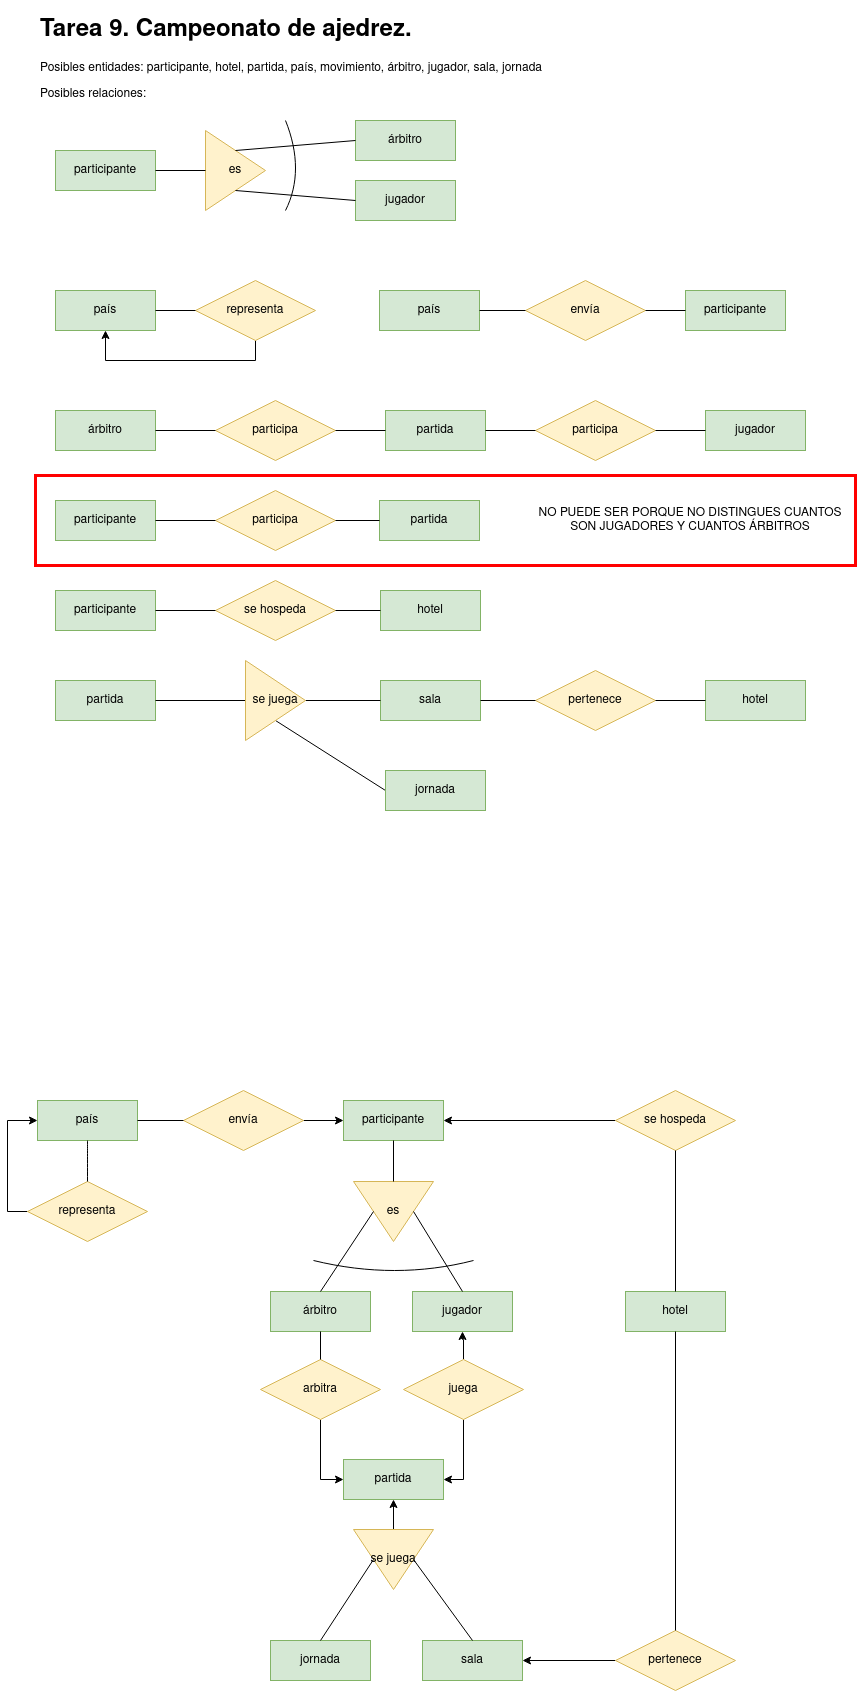 Tarea 9. Campeonato de ajedrez.
Posibles entidades: participante, hotel, partida, país, movimiento, árbitro, jugador, sala, jornada
Posibles relaciones:
árbitro
participante
es
jugador
país
representa
país
envía
participante
árbitro
participa
partida
participa
jugador
participante
participa
partida
NO PUEDE SER PORQUE NO DISTINGUES CUANTOS
SON JUGADORES Y CUANTOS ÁRBITROS
participante
se hospeda
hotel
partida
se juega
sala
pertenece
hotel
jornada
país
envía
participante
se hospeda
representa
es
árbitro
jugador
hotel
arbitra
juega
partida
se juega
jornada
sala
pertenece